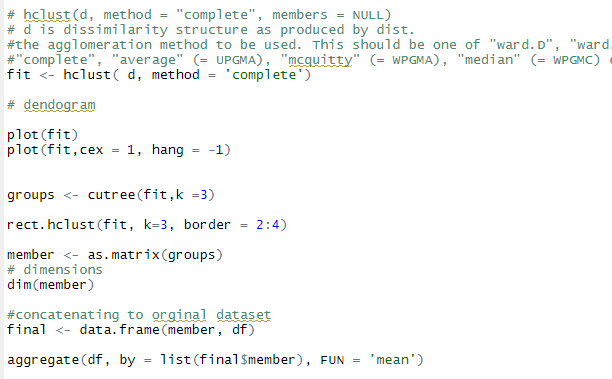 # hclust(d, method = "complete", members = NULL)
# d is dissimilarity structure as produced by dist.
#the agglomeration method to be used. This should be one of "ward.D", "ward.
#"complete", "average" (= UPGMA), "mcquitty" (= WPGMA), "median" (= WPGMC)
fit <- hclust( d, method = 'complete')
# dendogram
plot(fit)
plot(fit,cex = 1, hang = -1)
groups <- cutree(fit,k =3)
rect.hclust(fit, k=3, border = 2:4)
member <- as.matrix(groups)
# dimensions
dim(member)
#concatenating to orginal dataset
final <- data.frame(member, df)
aggregate(df, by = list(final$member), FUN = 'mean')